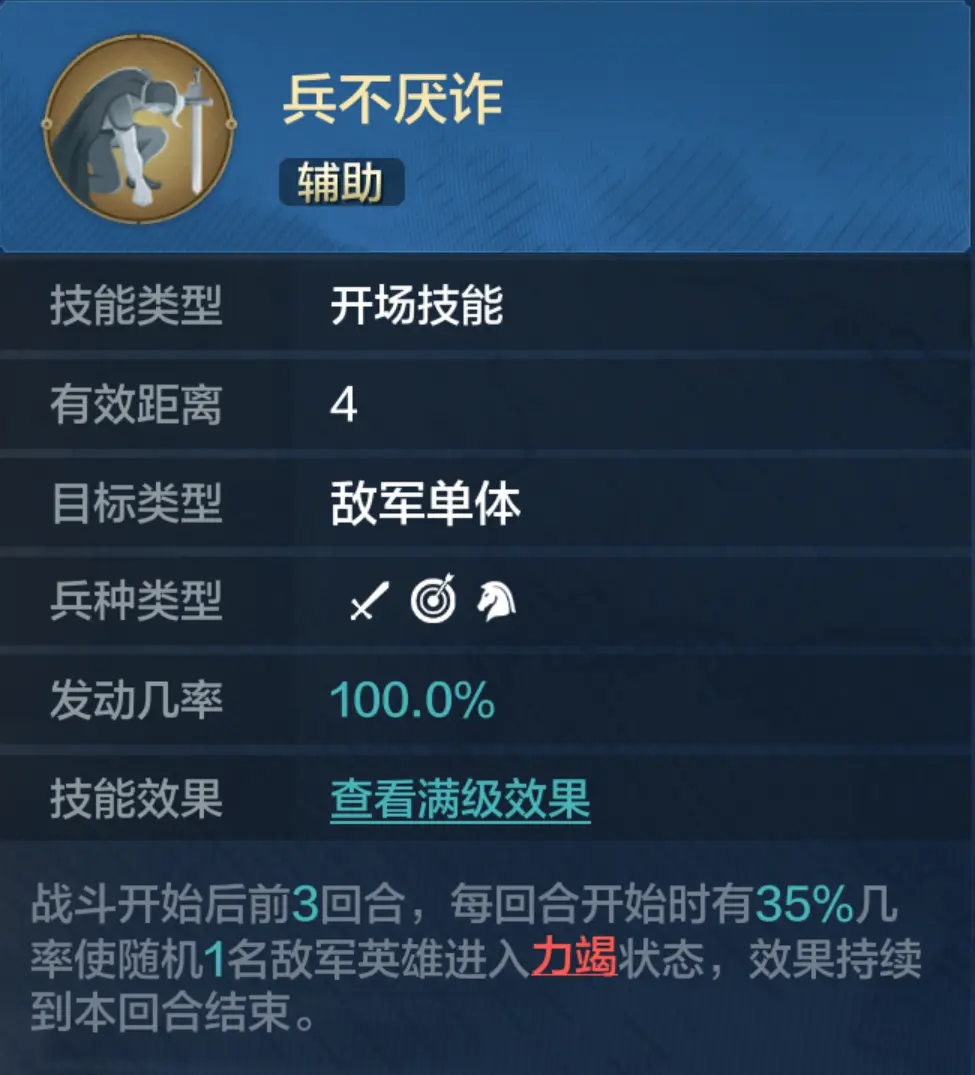 兵不厌诈
辅助
技能类型 开场技能
有效距离 4
目标类型 敌军单体
兵种类型
发动几率 100.0%
技能效果 查看满级效果
战斗开始后前3回合，每回合开始时有35%几
率使随机1名敌军英雄进入力竭状态，效果持续
到本回合结束。